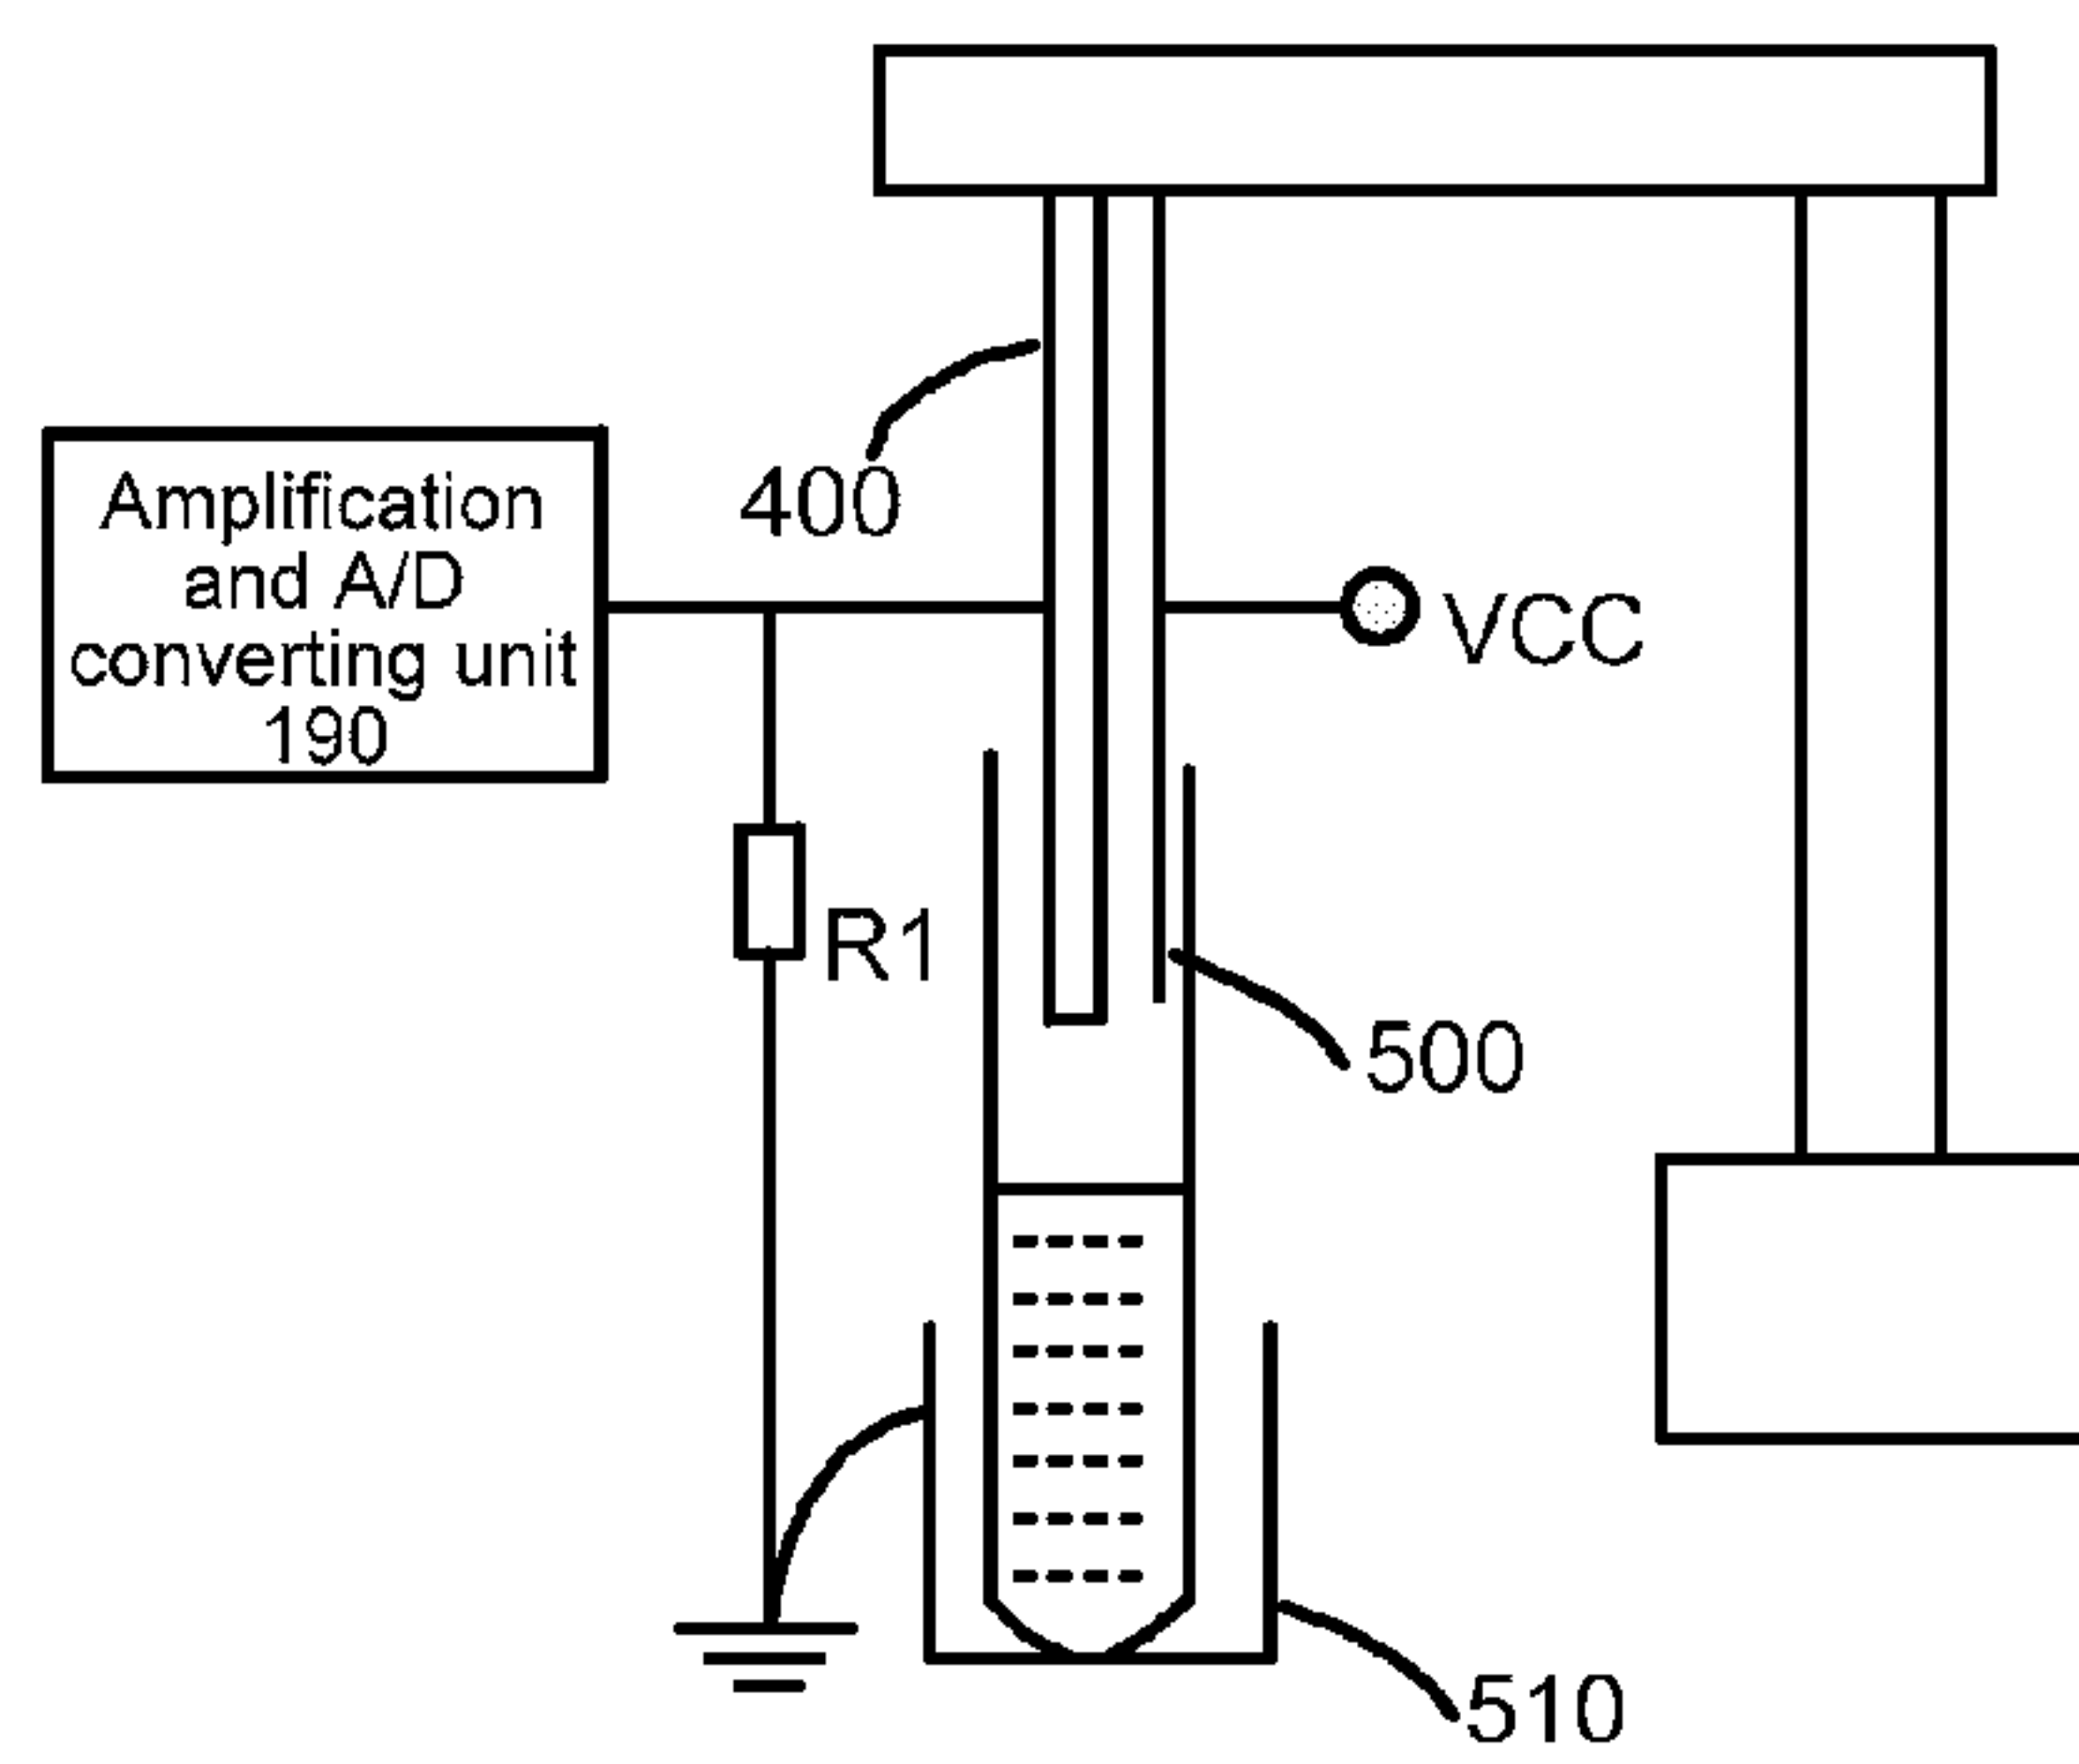 400
Amplification
and A/D
converting unit
190
VCC
R1
500
510